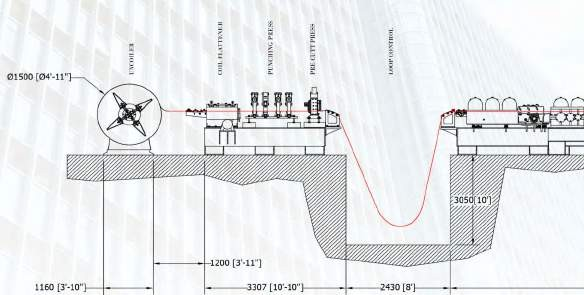 UNCOILER
COIL FLATTENER
PUNCHING PRESS
PRE CUTT PRESS
LOOP CONTROL
Ø1500 [Ø4'-11"]
3050 [10']
1200 [3'-11"]
1160 [3'-10"]
3307 [10'-10"]
2430 [8']